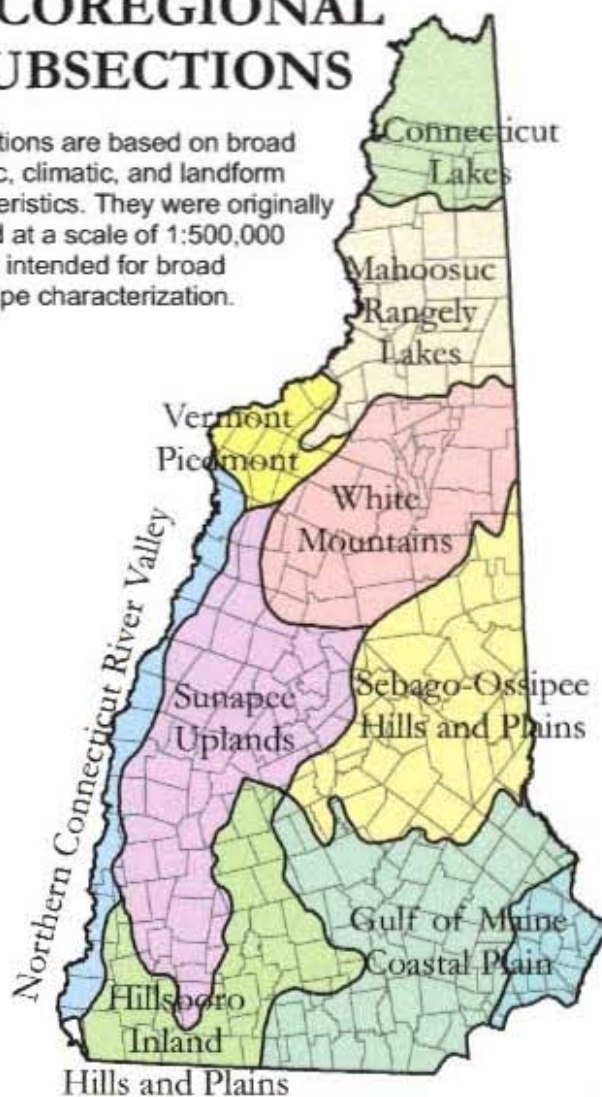 COREGIONAL
UBSECTIONS
tions are based on broad
c, climatic, and landform
eristics. They were originally
d at a scale of 1:500,000
intended for broad
pe characterization.
Connecticut
Lakes
Mahoosuc
Rangely
Lakes
Vermont
Piedmont
White
Mountains
Northern Connecticut River Valley
Sunapee
Uplands
Sebago-Ossipee
Hills and Plains
Gulf of Maine
Coastal Plain
Hillsboro
Inland
Hills and Plains